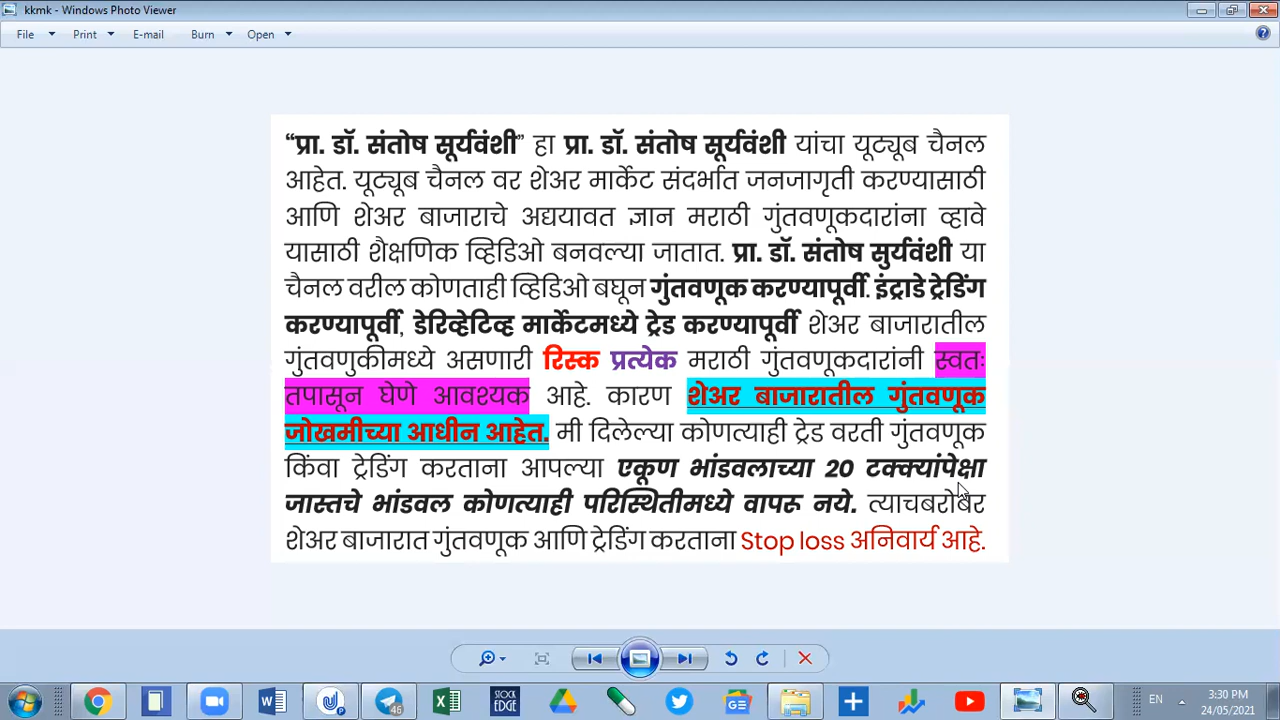 kkmk - Windows Photo Viewer
File Print E-mail Burn Open
“प्रा. डॉ. संतोष सूर्यवंशी” हा प्रा. डॉ. संतोष सूर्यवंशी यांचा यूट्यूब चैनल
आहेत. यूट्यूब चैनल वर शेअर मार्केट संदर्भात जनजागृती करण्यासाठी
आणि शेअर बाजाराचे अद्ययावत ज्ञान मराठी गुंतवणूकदारांना व्हावे
यासाठी शैक्षणिक व्हिडिओ बनवल्या जातात. प्रा. डॉ. संतोष सुर्यवंशी या
चैनल वरील कोणताही व्हिडिओ बघून गुंतवणूक करण्यापूर्वी. इंट्राडे ट्रेडिंग
करण्यापूर्वी, डेरिव्हेटिव्ह मार्केटमध्ये ट्रेड करण्यापूर्वी शेअर बाजारातील
गुंतवणुकीमध्ये असणारी रिस्क प्रत्येक मराठी गुंतवणूकदारांनी स्वतः
तपासून घेणे आवश्यक आहे. कारण शेअर बाजारातील गुंतवणूक
जोखमीच्या आधीन आहेत. मी दिलेल्या कोणत्याही ट्रेड वरती गुंतवणूक
किंवा ट्रेडिंग करताना आपल्या एकूण भांडवलाच्या 20 टक्क्यांपेक्षा
जास्तचे भांडवल कोणत्याही परिस्थितीमध्ये वापरू नये. त्याचबरोबर
शेअर बाजारात गुंतवणूक आणि ट्रेडिंग करताना Stop loss अनिवार्य आहे.
46
STOCK EDGE
EN
3:30 PM
24/05/2021